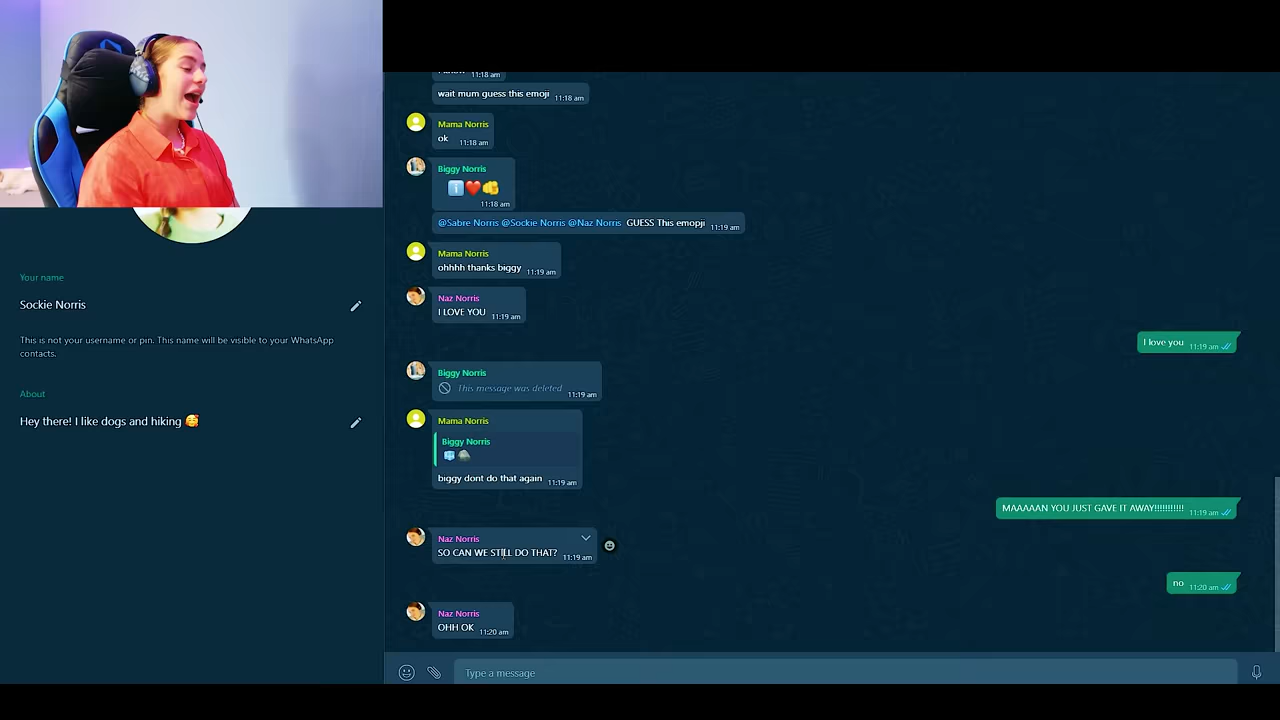 11:18 am
wait mum guess this emoji 11:18 am
Mama Norris
ok 11:18 am
Biggy Norris
ℹ️❤️🫵
11:18 am
@Sabre Norris @Sockie Norris @Naz Norris GUESS This emopji 11:19 am
Mama Norris
ohhhh thanks biggy 11:19 am
Naz Norris
I LOVE YOU 11:19 am
I love you 11:19 am
Biggy Norris
This message was deleted 11:19 am
Mama Norris
Biggy Norris
biggy dont do that again 11:19 am
MAAAAAN YOU JUST GAVE IT AWAY!!!!!!!!!!! 11:19 am
Naz Norris
SO CAN WE STILL DO THAT? 11:19 am
no 11:20 am
Naz Norris
OHH OK 11:20 am
Type a message
Your name
Sockie Norris
This is not your username or pin. This name will be visible to your WhatsApp
contacts.
About
Hey there! I like dogs and hiking 🥰